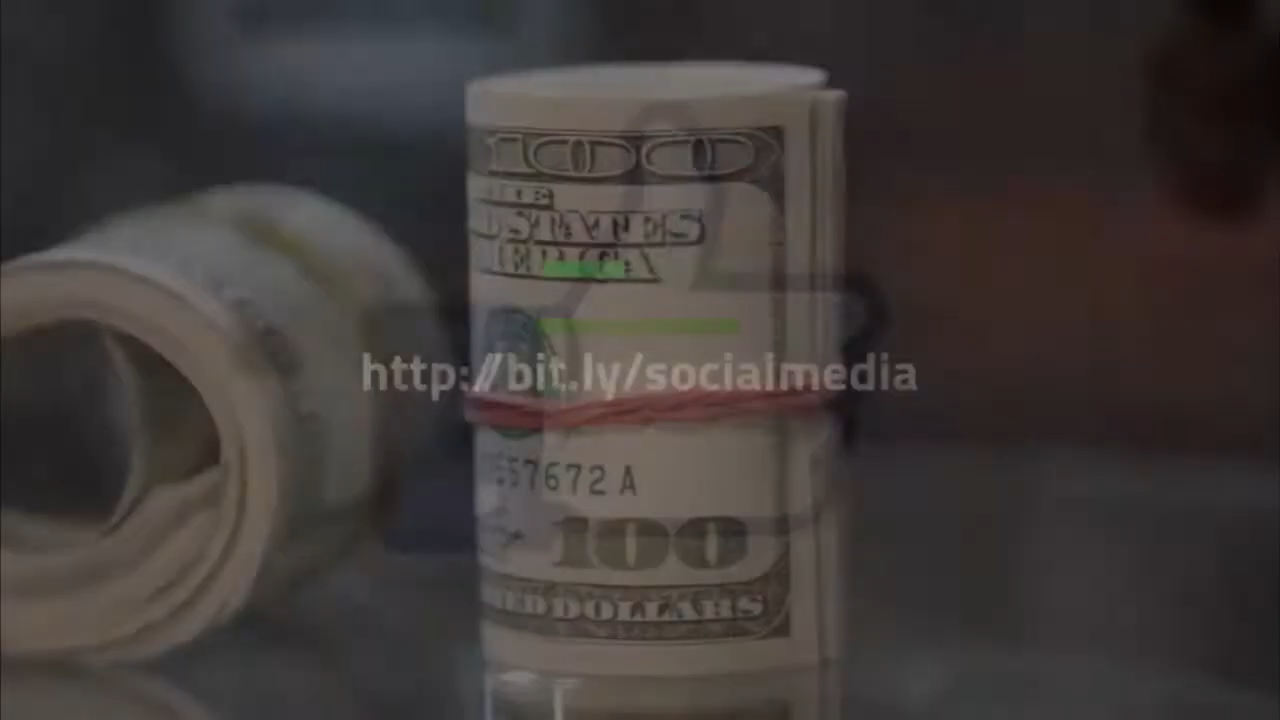 100
STATES
http://bit.ly/socialmedia
57672 A
100
DOLLARS